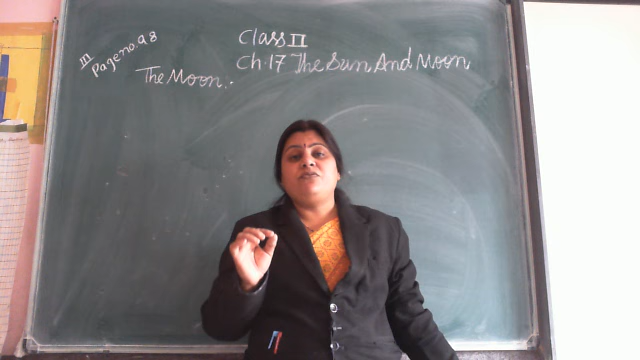 Class II
Ch.17 The Sun And Moon
III
Page no. 98
The Moon:-